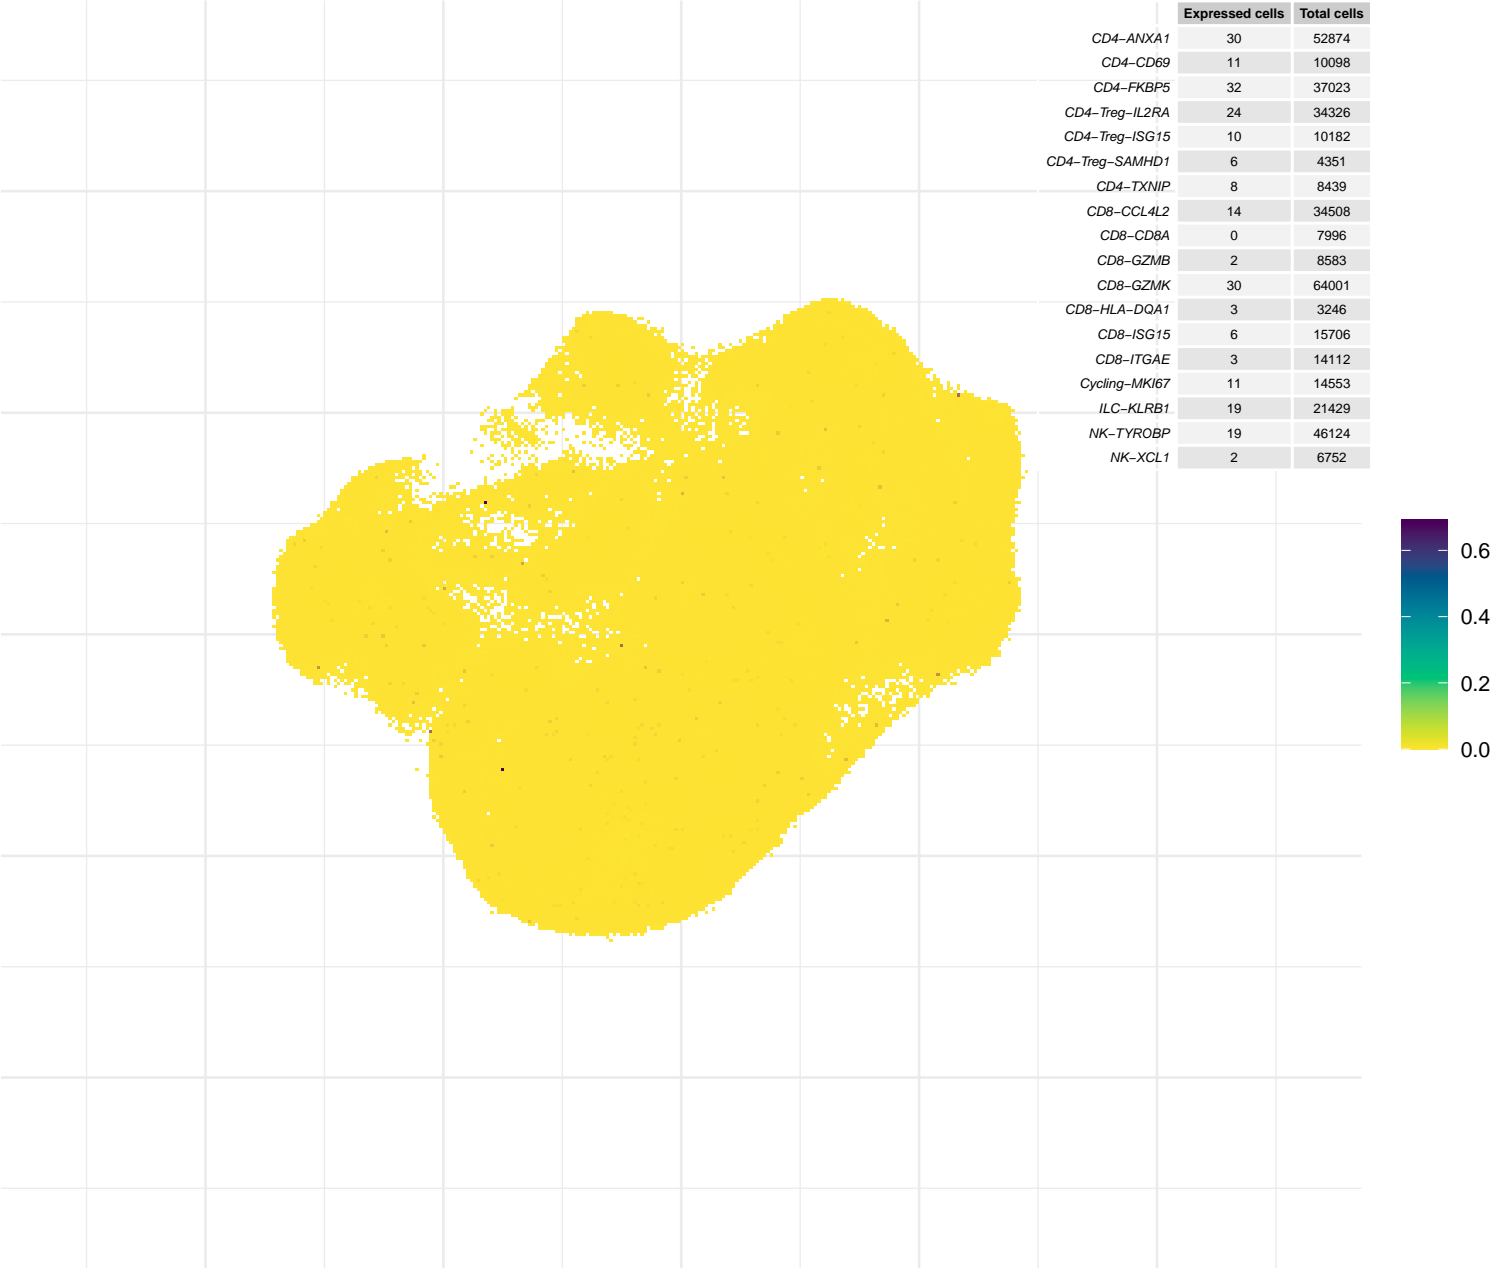 Expressed cells Total cells
CD4−ANXA1 30 52874
CD4−CD69 11 10098
CD4−FKBP5 32 37023
CD4−Treg−IL2RA 24 34326
CD4−Treg−ISG15 10 10182
CD4−Treg−SAMHD1 6 4351
CD4−TXNIP 8 8439
CD8−CCL4L2 14 34508
CD8−CD8A 0 7996
CD8−GZMB 2 8583
CD8−GZMK 30 64001
CD8−HLA−DQA1 3 3246
CD8−ISG15 6 15706
CD8−ITGAE 3 14112
Cycling−MKI67 11 14553
ILC−KLRB1 19 21429
NK−TYROBP 19 46124
NK−XCL1 2 6752
0.6
0.4
0.2
0.0